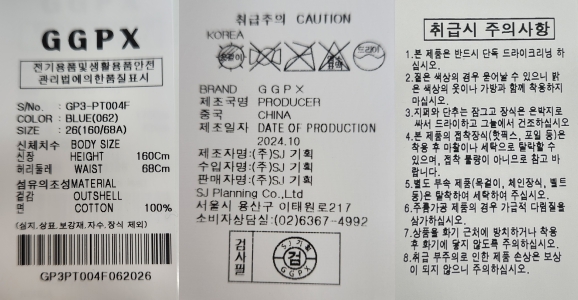 GGPX
전기용품및생활용품안전
관리법에의한품질표시
S/No. : GP3-PT004F
COLOR : BLUE(062)
SIZE : 26(160/68A)
신체치수 BODY SIZE
신장 HEIGHT 160Cm
허리둘레 WAIST 68Cm
섬유의조성 MATERIAL
겉감 OUTSHELL
면 COTTON 100%
(심지,상표,보강재,자수,장식 제외)
GP3PT004F062026
취급주의 CAUTION
KOREA
드라이
BRAND GGPX
제조국명 PRODUCER
중국 CHINA
제조일자 DATE OF PRODUCTION
2024.10
제조자명:(주)SJ 기획
수입자명:(주)SJ 기획
판매자명:(주)SJ 기획
SJ Planning Co.,Ltd
서울시 용산구 이태원로217
소비자상담실:(02)6367-4992
검사필
SJ기획
검
GGPX
취급시 주의사항
1.본 제품은 반드시 단독 드라이크리닝 하
십시오.
2.짙은 색상의 경우 묻어날 수 있으니 밝
은 색상의 옷이나 가방과 함께 착용하지
마십시오.
3.지퍼와 단추는 잠그고 장식은 은박지로
싸서 드라이하고 그늘에서 건조하십시오
4.본 제품의 접착장식(핫픽스, 포일 등)은
착용 후 마찰이나 세탁으로 탈락할 수
있으며, 접착 물량이 아니므로 참고 바
랍니다.
5.별도 부속 제품(목걸이, 체인장식, 벨트
등)은 탈착하여 세탁하여 주십시오.
6.주름가공 제품의 경우 가급적 다림질을
삼가하십시오.
7.상품을 화기 근처에 방치하거나 착용
후 화기에 닿지 않도록 주의하십시오.
8.취급 부주의로 인한 제품 손상은 보상
이 되지 않으니 주의하십시오.